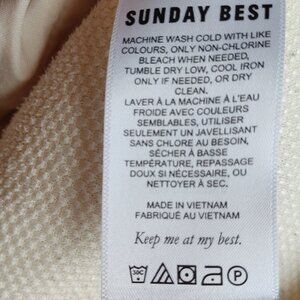 SUNDAY BEST
MACHINE WASH COLD WITH LIKE
COLOURS, ONLY NON-CHLORINE
BLEACH WHEN NEEDED,
TUMBLE DRY LOW, COOL IRON
ONLY IF NEEDED, OR DRY
CLEAN.
LAVER À LA MACHINE À L'EAU
FROIDE AVEC COULEURS
SEMBLABLES, UTILISER
SEULEMENT UN JAVELLISANT
SANS CHLORE AU BESOIN,
SÉCHER À BASSE
TEMPÉRATURE, REPASSAGE
DOUX SI NÉCESSAIRE, OU
NETTOYER À SEC.
MADE IN VIETNAM
FABRIQUÉ AU VIETNAM
Keep me at my best.
30C P